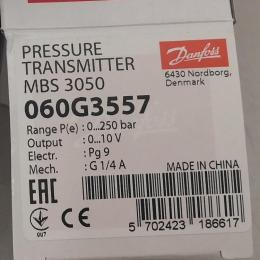 PRESSURE
TRANSMITTER
MBS 3050
Danfoss
6430 Nordborg,
Denmark
060G3557
Range P(e) : 0...250 bar
Output : 0...10 V
Electr. : Pg 9
Mech. : G 1/4 A
MADE IN CHINA
EAC
OUT
CE
5 702423 186617